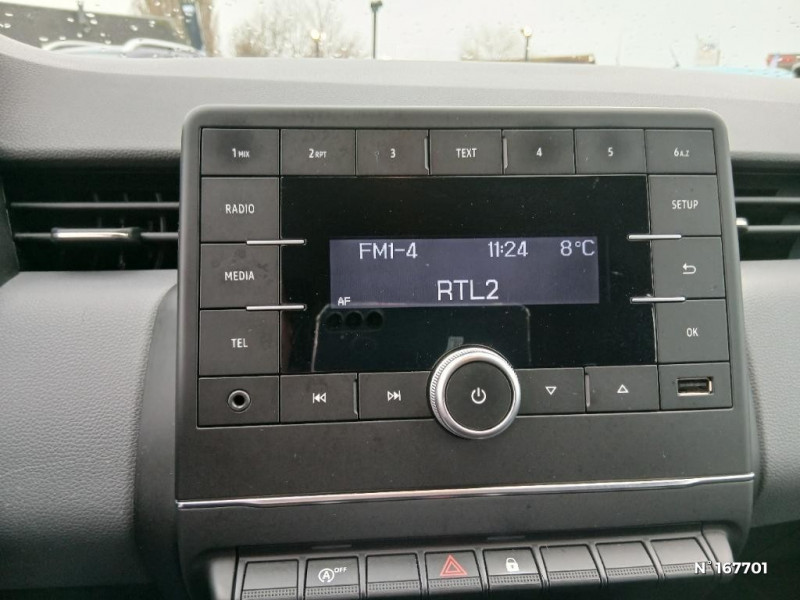 1 MIX 2 RPT 3 TEXT 4 5 6 A.Z
RADIO SETUP
FM1-4 11:24 8°C
MEDIA
RTL2
AF
TEL OK
A OFF
N°167701